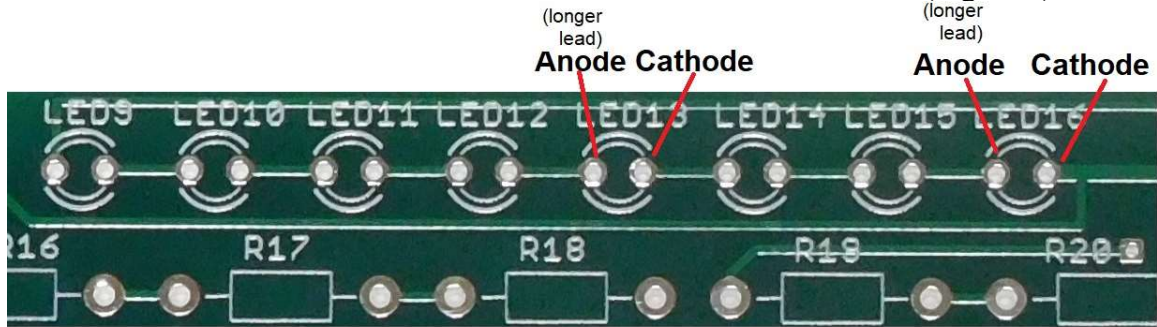 (longer
lead)
Anode Cathode
(longer
lead)
Anode Cathode
LED9 LED10 LED11 LED12 LED13 LED14 LED15 LED16
R16 R17 R18 R19 R20